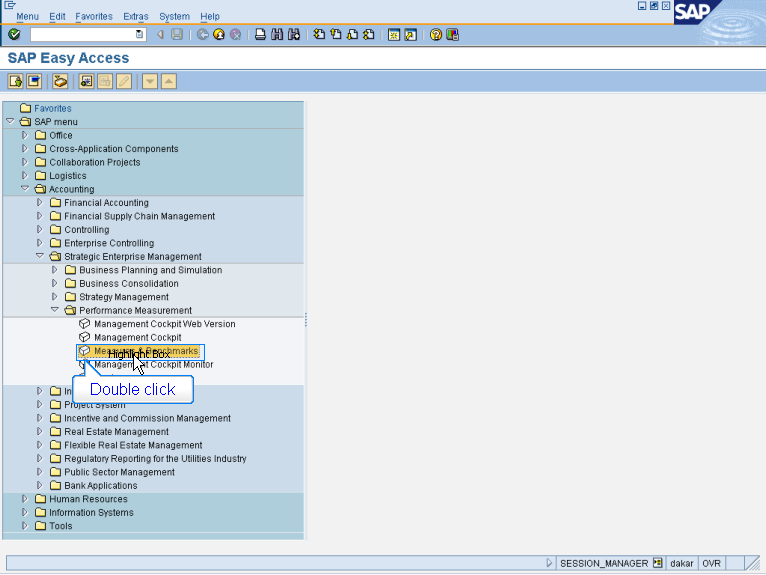 Menu Edit Favorites Extras System Help
SAP
SAP Easy Access
Favorites
SAP menu
Office
Cross-Application Components
Collaboration Projects
Logistics
Accounting
Financial Accounting
Financial Supply Chain Management
Controlling
Enterprise Controlling
Strategic Enterprise Management
Business Planning and Simulation
Business Consolidation
Strategy Management
Performance Measurement
Management Cockpit Web Version
Management Cockpit
Benchmarks
Highlight Box
Management Cockpit Monitor
Double click
Project System
Incentive and Commission Management
Real Estate Management
Flexible Real Estate Management
Regulatory Reporting for the Utilities Industry
Public Sector Management
Bank Applications
Human Resources
Information Systems
Tools
SESSION_MANAGER dakar OVR